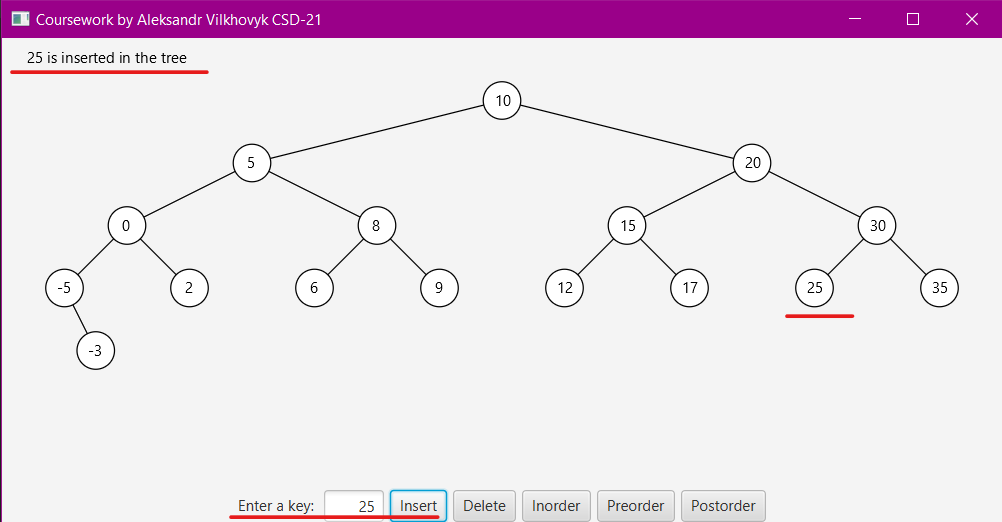 Coursework by Aleksandr Vilkhovyk CSD-21
25 is inserted in the tree
10
5 20
0 8 15 30
-5 2 6 9 12 17 25 35
-3
Enter a key: 25 Insert Delete Inorder Preorder Postorder